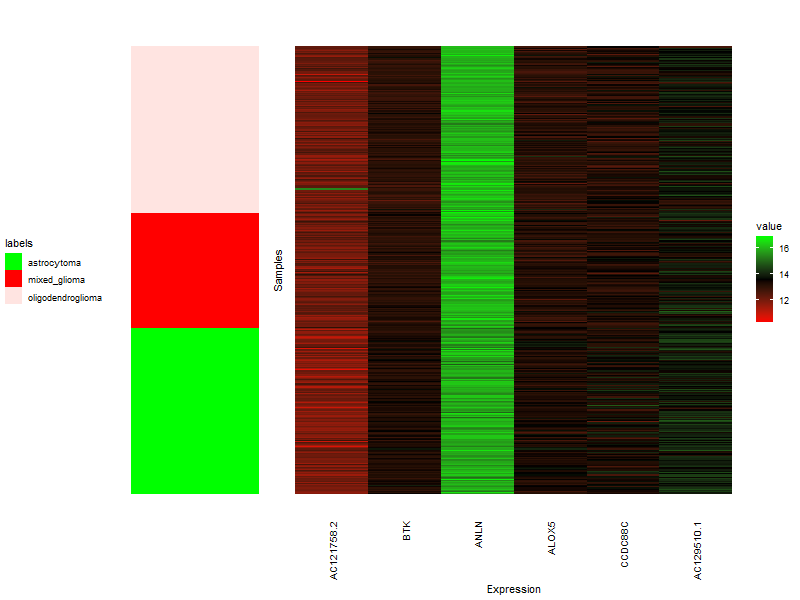 labels
astrocytoma
mixed_glioma
oligodendroglioma
Samples
AC121758.2
BTK
ANLN
ALOX5
CCDC88C
AC129510.1
Expression
value
16
14
12